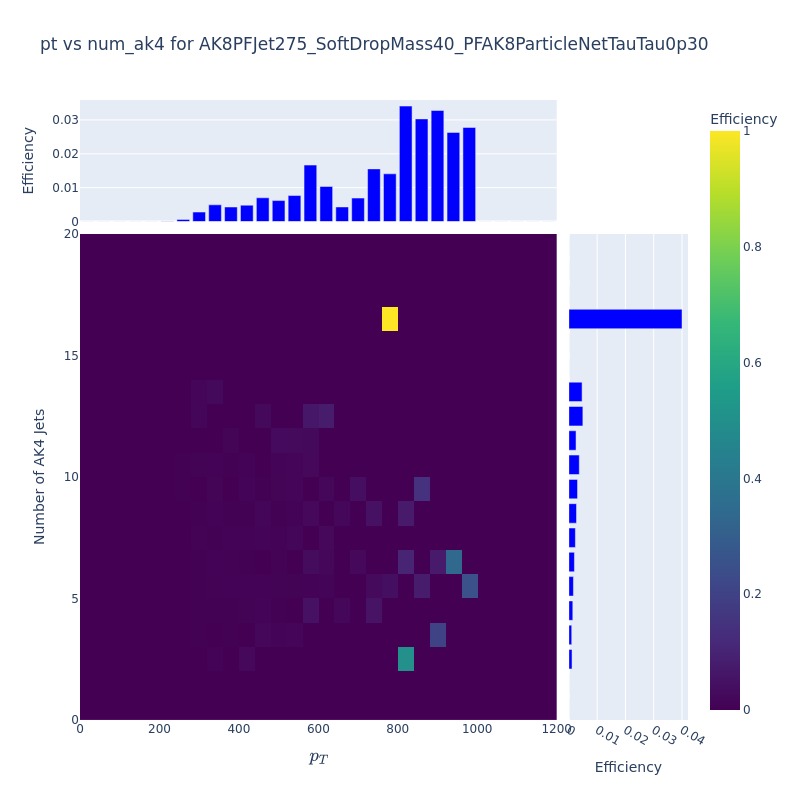 pt vs num_ak4 for AK8PFJet275_SoftDropMass40_PFAK8ParticleNetTauTau0p30
Efficiency
0.03
0.02
0.01
0
Efficiency
1
0.8
0.6
0.4
0.2
0
Number of AK4 Jets
20
15
10
5
0
0 200 400 600 800 1000 1200
p_T
0 0.01 0.02 0.03 0.04
Efficiency